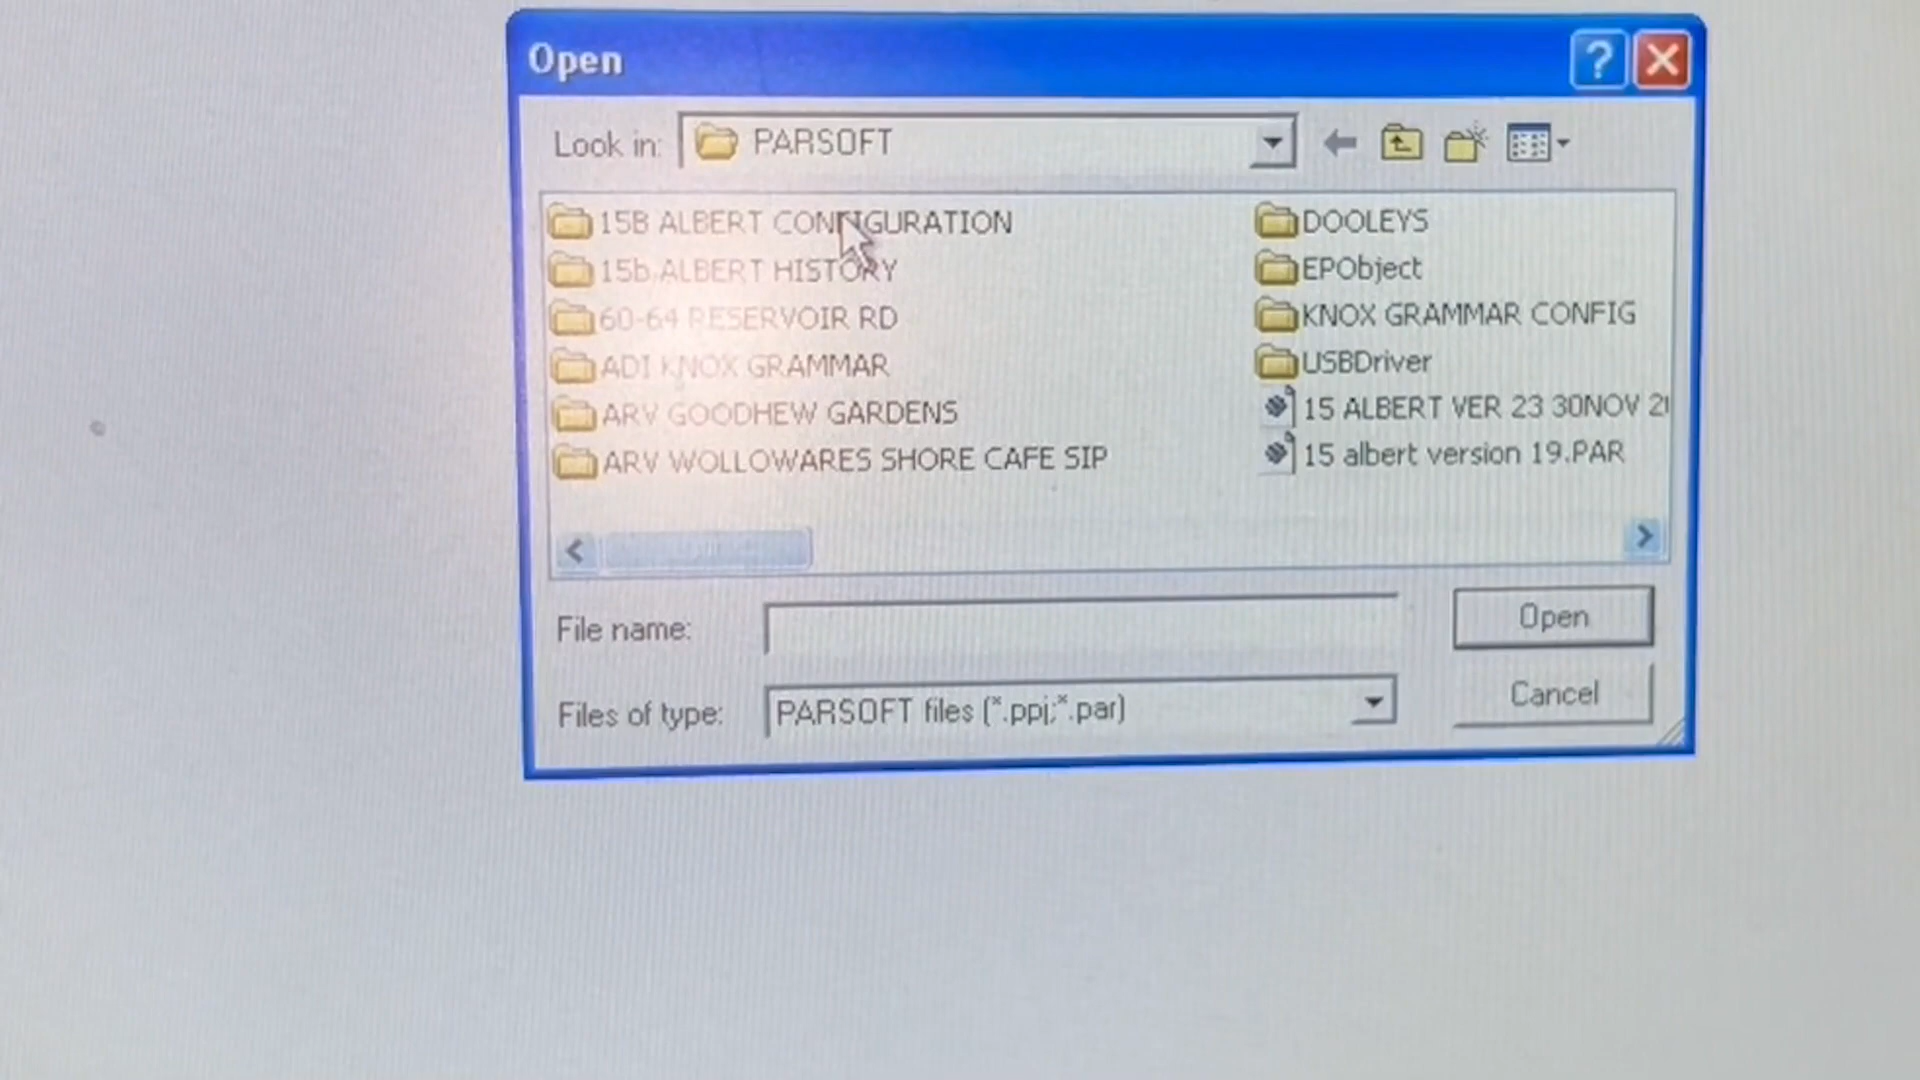 Open
Look in: PARSOFT
15B ALBERT CONFIGURATION
15b ALBERT HISTORY
60-64 RESERVOIR RD
ADI KNOX GRAMMAR
ARV GOODHEW GARDENS
ARV WOLLOWARES SHORE CAFE SIP
DOOLEYS
EPObject
KNOX GRAMMAR CONFIG
USBDriver
15 ALBERT VER 23 30NOV
15 albert version 19.PAR
File name:
Open
Files of type: PARSOFT files (*.ppj;*.par)
Cancel